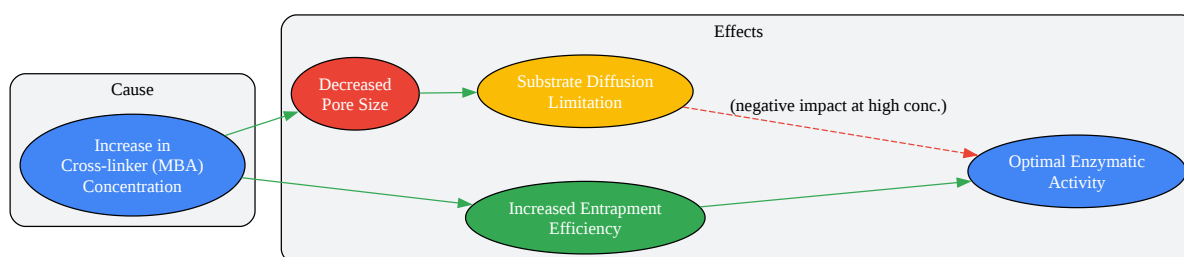 Effects
Cause
Decreased
Pore Size
Substrate Diffusion
Limitation
(negative impact at high conc.)
Increase in
Cross-linker (MBA)
Concentration
Optimal Enzymatic
Activity
Increased Entrapment
Efficiency